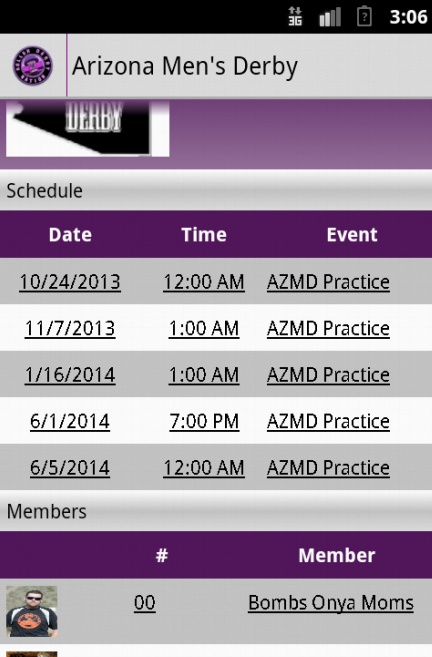 3G 3:06
Arizona Men's Derby
DERBY
Schedule
Date Time Event
10/24/2013 12:00 AM AZMD Practice
11/7/2013 1:00 AM AZMD Practice
1/16/2014 1:00 AM AZMD Practice
6/1/2014 7:00 PM AZMD Practice
6/5/2014 12:00 AM AZMD Practice
Members
# Member
00 Bombs Onya Moms